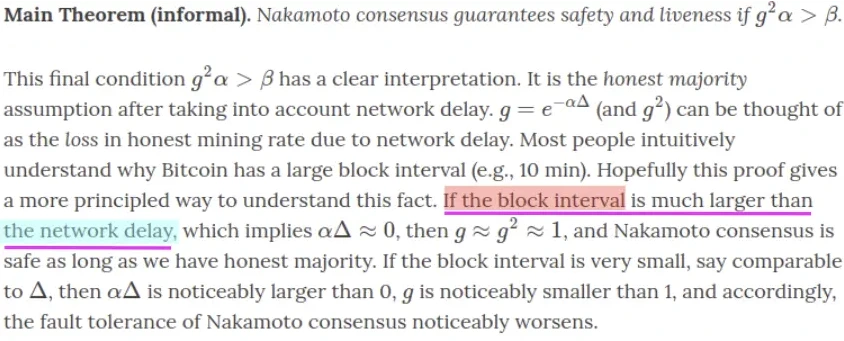 Main Theorem (informal). Nakamoto consensus guarantees safety and liveness if g²α > β.
This final condition g²α > β has a clear interpretation. It is the honest majority
assumption after taking into account network delay. g = e^{−αΔ} (and g²) can be thought of
as the loss in honest mining rate due to network delay. Most people intuitively
understand why Bitcoin has a large block interval (e.g., 10 min). Hopefully this proof gives
a more principled way to understand this fact. If the block interval is much larger than
the network delay, which implies αΔ ≈ 0, then g ≈ g² ≈ 1, and Nakamoto consensus is
safe as long as we have honest majority. If the block interval is very small, say comparable
to Δ, then αΔ is noticeably larger than 0, g is noticeably smaller than 1, and accordingly,
the fault tolerance of Nakamoto consensus noticeably worsens.